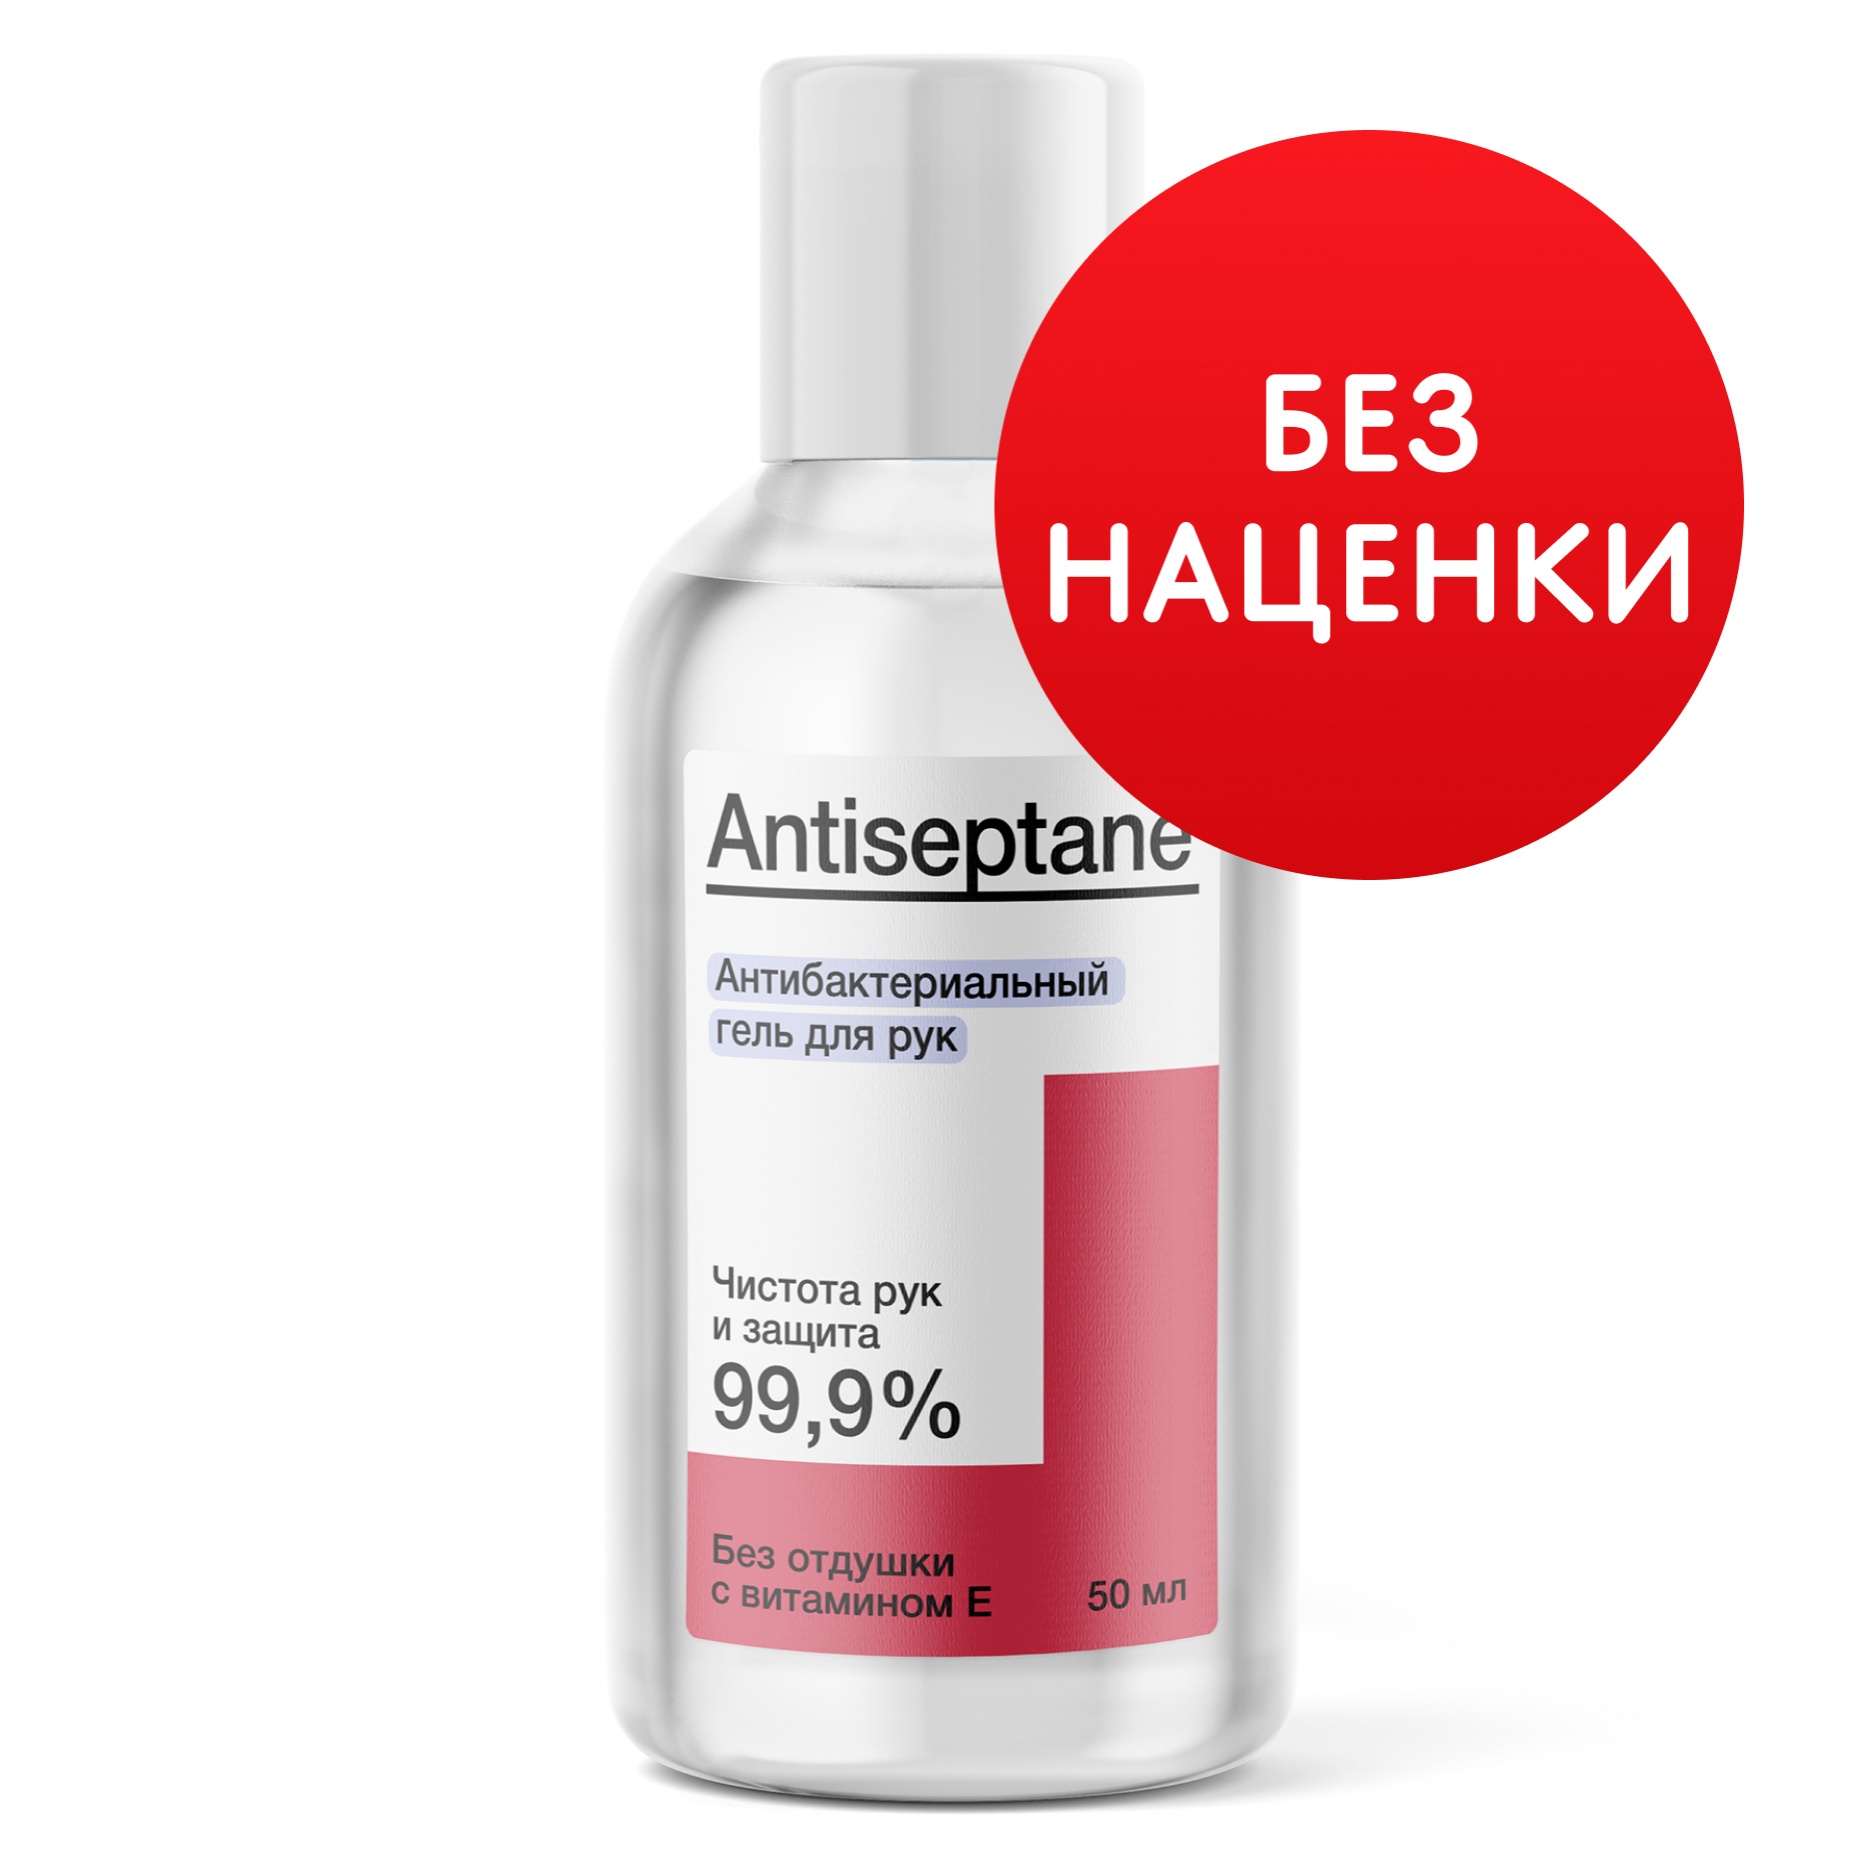 БЕЗ
НАЦЕНКИ
Antiseptane
Антибактериальный
гель для рук
Чистота рук
и защита
99,9%
Без отдушки
с витамином Е
50 мл